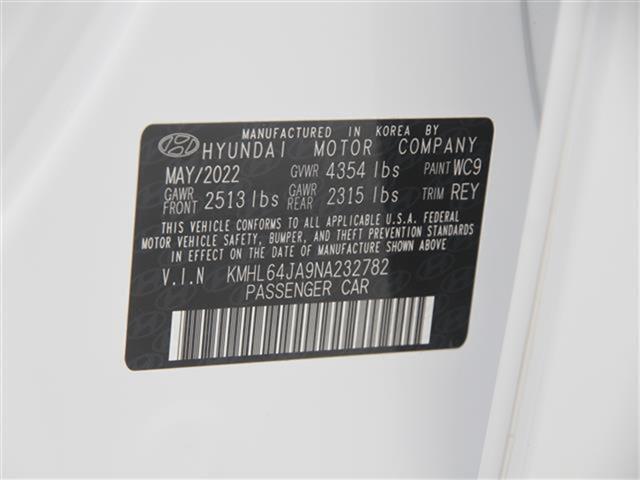 MANUFACTURED IN KOREA BY
HYUNDAI MOTOR COMPANY
MAY/2022 GVWR 4354 lbs PAINT WC9
GAWR FRONT 2513 lbs GAWR REAR 2315 lbs TRIM REY
THIS VEHICLE CONFORMS TO ALL APPLICABLE U.S.A. FEDERAL
MOTOR VEHICLE SAFETY, BUMPER, AND THEFT PREVENTION STANDARDS
IN EFFECT ON THE DATE OF MANUFACTURE SHOWN ABOVE.
V.I.N KMHL64JA9NA232782
PASSENGER CAR